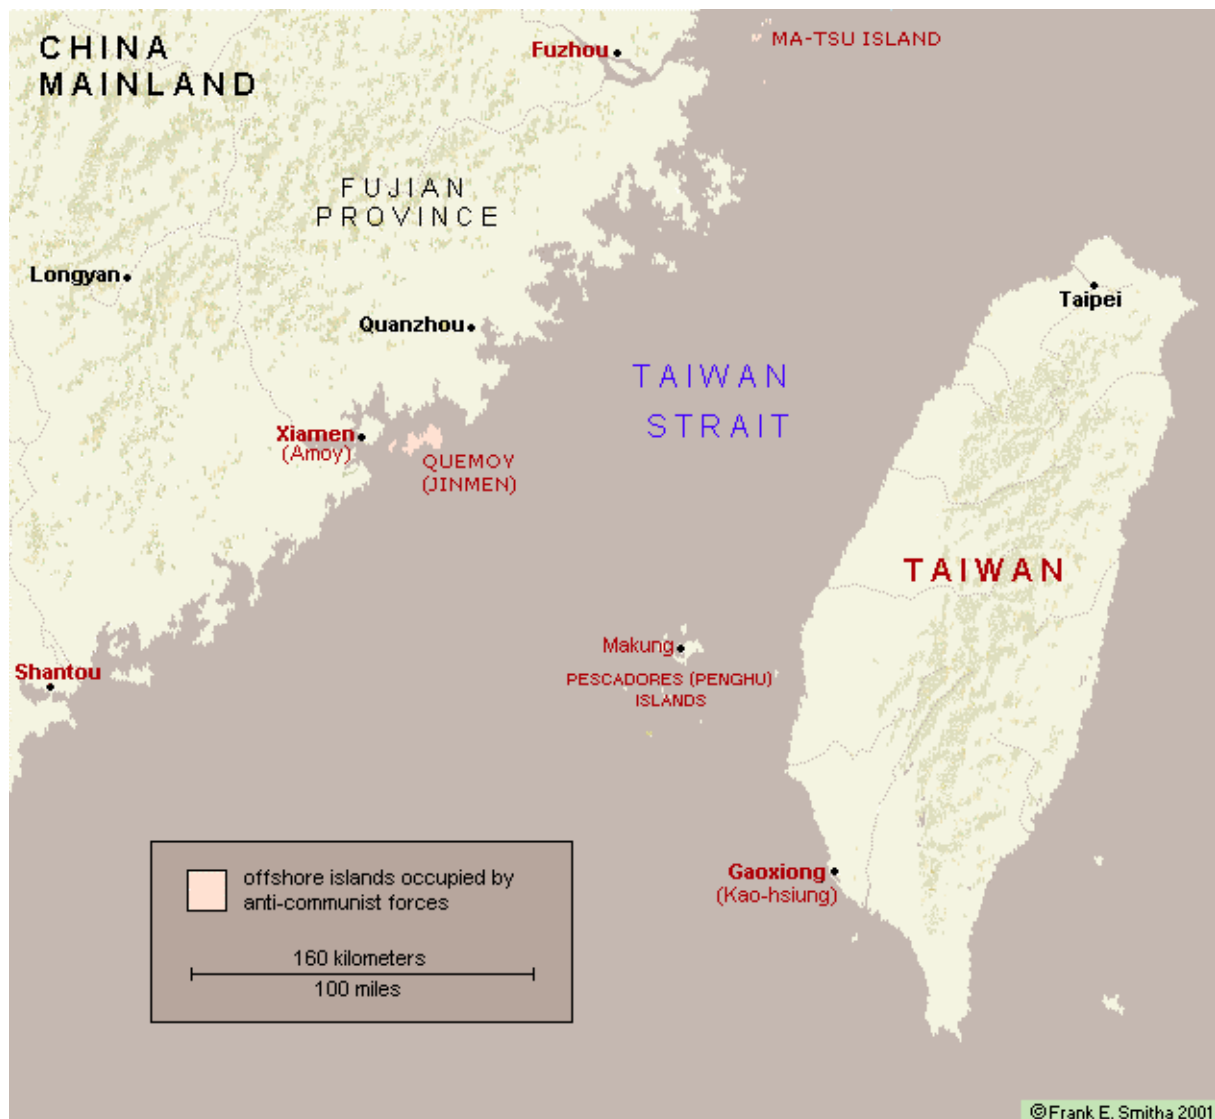 CHINA
MAINLAND
Fuzhou
MA-TSU ISLAND
FUJIAN
PROVINCE
Longyan
Quanzhou
Taipei
TAIWAN
STRAIT
Xiamen
(Amoy)
QUEMOY
(JINMEN)
TAIWAN
Makung
PESCADORES (PENGHU)
ISLANDS
Shantou
Gaoxiong
(Kao-hsiung)
offshore islands occupied by
anti-communist forces
160 kilometers
100 miles
©Frank E. Smitha 2001